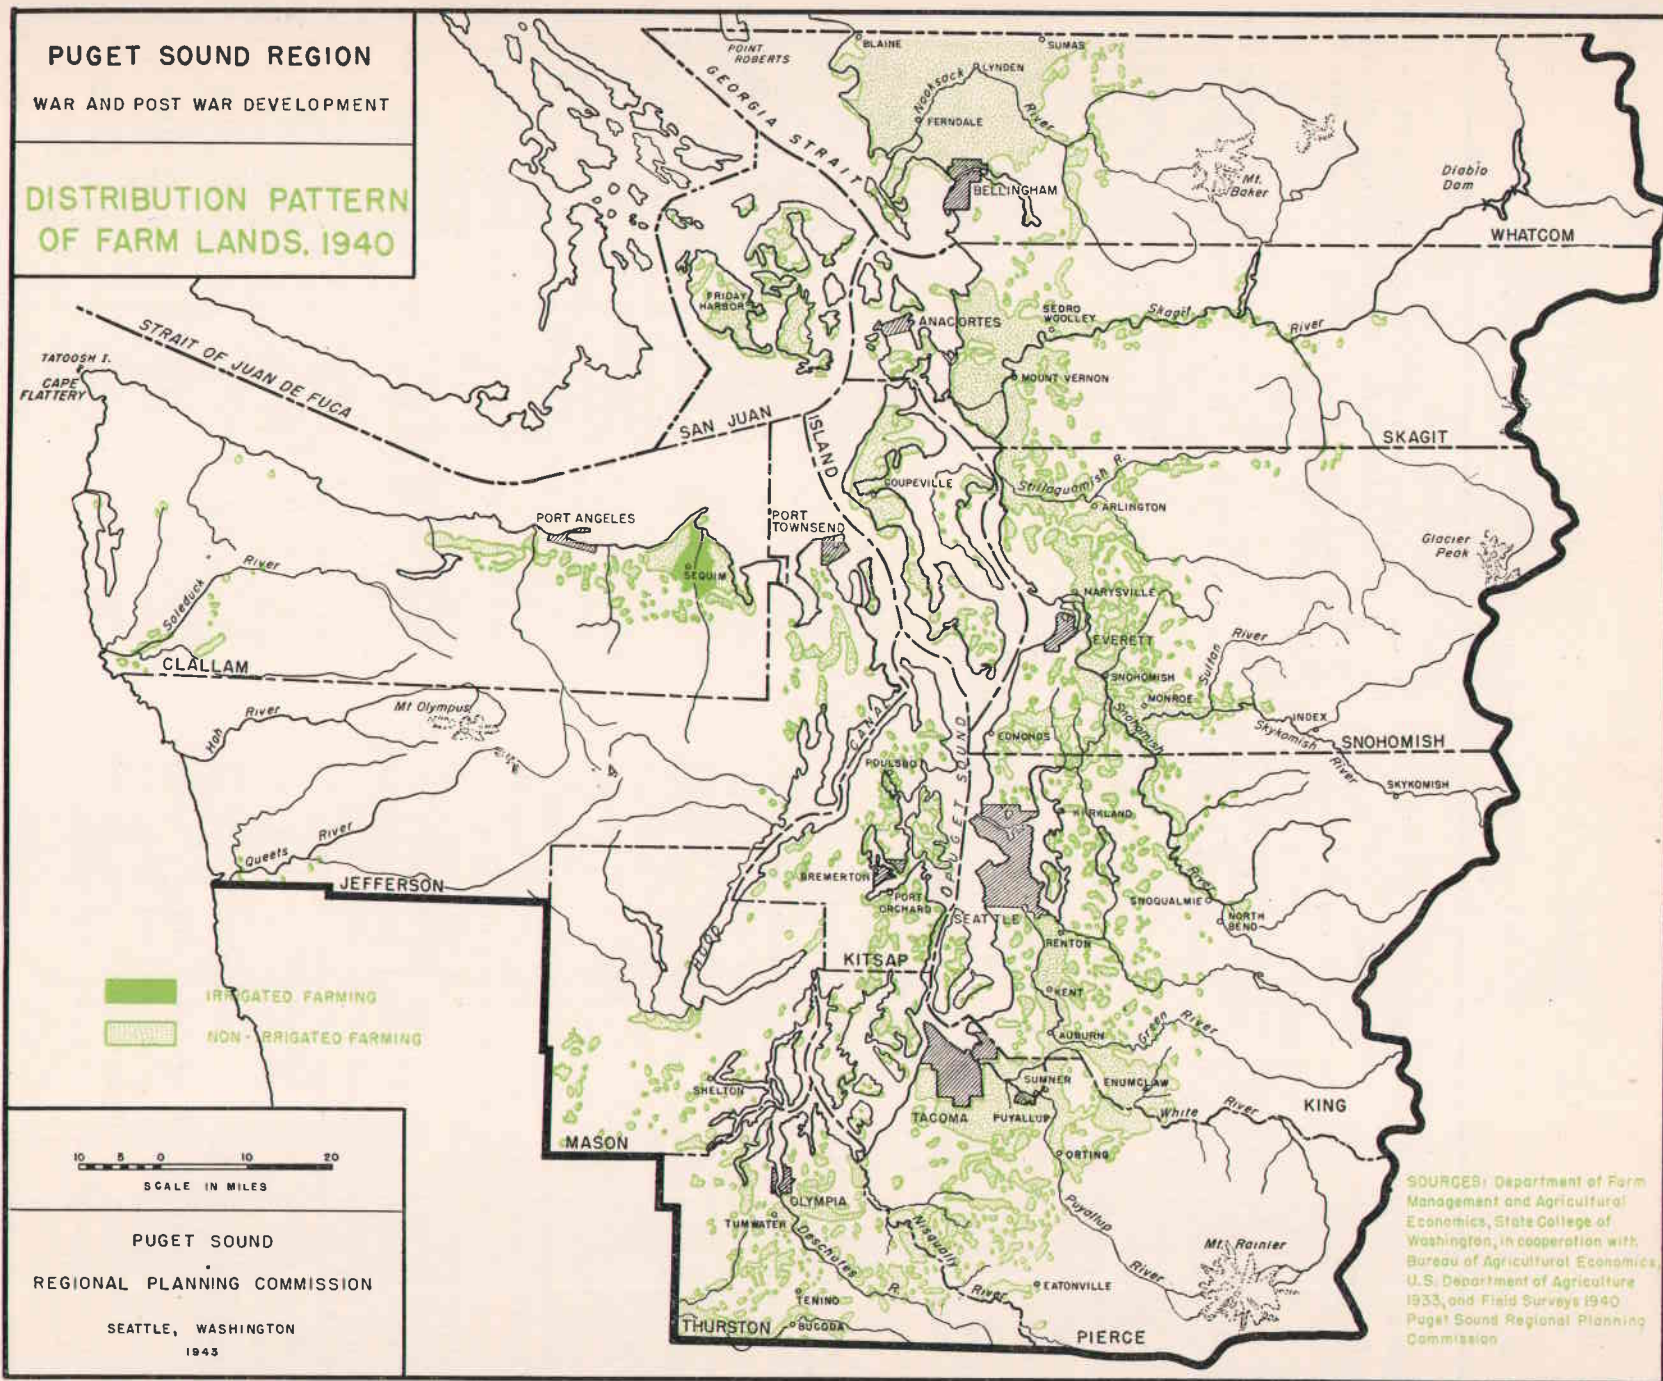 PUGET SOUND REGION
WAR AND POST WAR DEVELOPMENT
DISTRIBUTION PATTERN
OF FARM LANDS, 1940
POINT
ROBERTS
BLAINE
SUMAS
LYNDEN
Nooksack
River
FERNDALE
GEORGIA STRAIT
BELLINGHAM
Mt.
Baker
Diablo
Dam
WHATCOM
FRIDAY
HARBOR
ANACORTES
SEDRO
WOOLLEY
Skagit
River
MOUNT VERNON
SKAGIT
STRAIT OF JUAN DE FUCA
TATOOSH I.
CAPE
FLATTERY
SAN JUAN
ISLAND
COUPEVILLE
Stillaguamish R.
ARLINGTON
Glacier
Peak
PORT ANGELES
PORT
TOWNSEND
SEQUIM
Soleduck
River
MARYSVILLE
EVERETT
Sultan
River
SNOHOMISH
MONROE
Snohomish
INDEX
Skykomish
River
SNOHOMISH
SKYKOMISH
CLALLAM
Hoh
River
Mt Olympus
EDMONDS
CANAL
POULSBO
PUGET SOUND
KIRKLAND
Queets
River
JEFFERSON
BREMERTON
PORT
ORCHARD
SEATTLE
SNOQUALMIE
River
NORTH
BEND
RENTON
HOOD
KITSAP
KENT
AUBURN
Green
River
IRRIGATED FARMING
NON-IRRIGATED FARMING
SHELTON
SUMNER
ENUMCLAW
TACOMA
PUYALLUP
White
River
KING
MASON
ORTING
10 5 0 10 20
SCALE IN MILES
OLYMPIA
TUMWATER
Deschutes
R.
Nisqually
River
Puyallup
River
Mt. Rainier
EATONVILLE
TENINO
BUCODA
THURSTON
PIERCE
PUGET SOUND
REGIONAL PLANNING COMMISSION
SEATTLE, WASHINGTON
1943
SOURCES: Department of Farm
Management and Agricultural
Economics, State College of
Washington, in cooperation with
Bureau of Agricultural Economics,
U.S. Department of Agriculture
1933, and Field Surveys 1940
Puget Sound Regional Planning
Commission